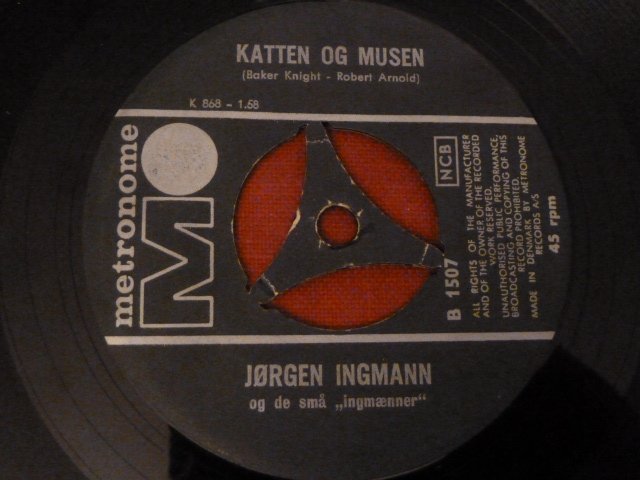 KATTEN OG MUSEN
(Baker Knight - Robert Arnold)
K 868 - 1.58
metronome
M
NCB
B 1507
ALL RIGHTS OF THE MANUFACTURER
AND OF THE OWNER OF THE RECORDED
WORK RESERVED.
UNAUTHORISED PUBLIC PERFORMANCE,
BROADCASTING AND COPYING OF THIS
RECORD PROHIBITED.
MADE IN DENMARK BY METRONOME
RECORDS A-S
45 rpm
JØRGEN INGMANN
og de små „ingmænner“